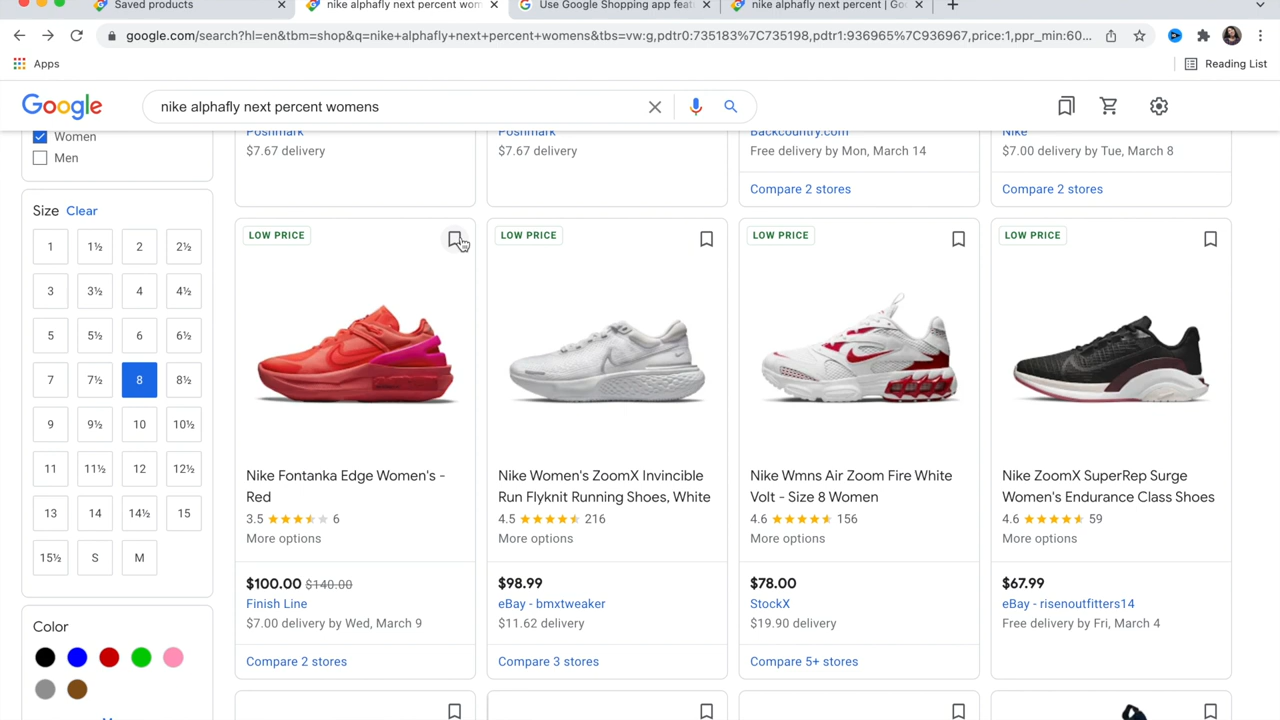 Saved products
nike alphafly next percent wom
Use Google Shopping app feat
nike alphafly next percent | Go
google.com/search?hl=en&tbm=shop&q=nike+alphafly+next+percent+womens&tbs=vw:g,pdtr0:735183%7C735198,pdtr1:936965%7C936967,price:1,ppr_min:60...
Apps
Reading List
Google
nike alphafly next percent womens
Women
Men
Poshmark
$7.67 delivery
Poshmark
$7.67 delivery
Backcountry.com
Free delivery by Mon, March 14
Compare 2 stores
Nike
$7.00 delivery by Tue, March 8
Compare 2 stores
Size Clear
1 1½ 2 2½
3 3½ 4 4½
5 5½ 6 6½
7 7½ 8 8½
9 9½ 10 10½
11 11½ 12 12½
13 14 14½ 15
15½ S M
Color
LOW PRICE
Nike Fontanka Edge Women's -
Red
3.5 6
More options
$100.00 $140.00
Finish Line
$7.00 delivery by Wed, March 9
Compare 2 stores
LOW PRICE
Nike Women's ZoomX Invincible
Run Flyknit Running Shoes, White
4.5 216
More options
$98.99
eBay - bmxtweaker
$11.62 delivery
Compare 3 stores
LOW PRICE
Nike Wmns Air Zoom Fire White
Volt - Size 8 Women
4.6 156
More options
$78.00
StockX
$19.90 delivery
Compare 5+ stores
LOW PRICE
Nike ZoomX SuperRep Surge
Women's Endurance Class Shoes
4.6 59
More options
$67.99
eBay - risenoutfitters14
Free delivery by Fri, March 4